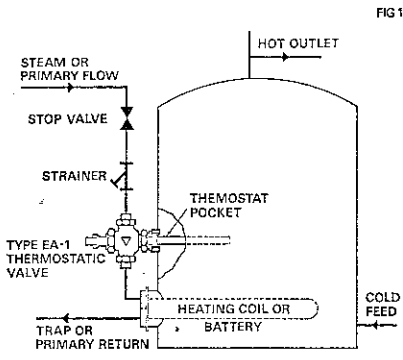 FIG 1
HOT OUTLET
STEAM OR
PRIMARY FLOW
STOP VALVE
STRAINER
THEMOSTAT
POCKET
TYPE EA-1
THERMOSTATIC
VALVE
HEATING COIL OR
BATTERY
COLD
FEED
TRAP OR
PRIMARY RETURN